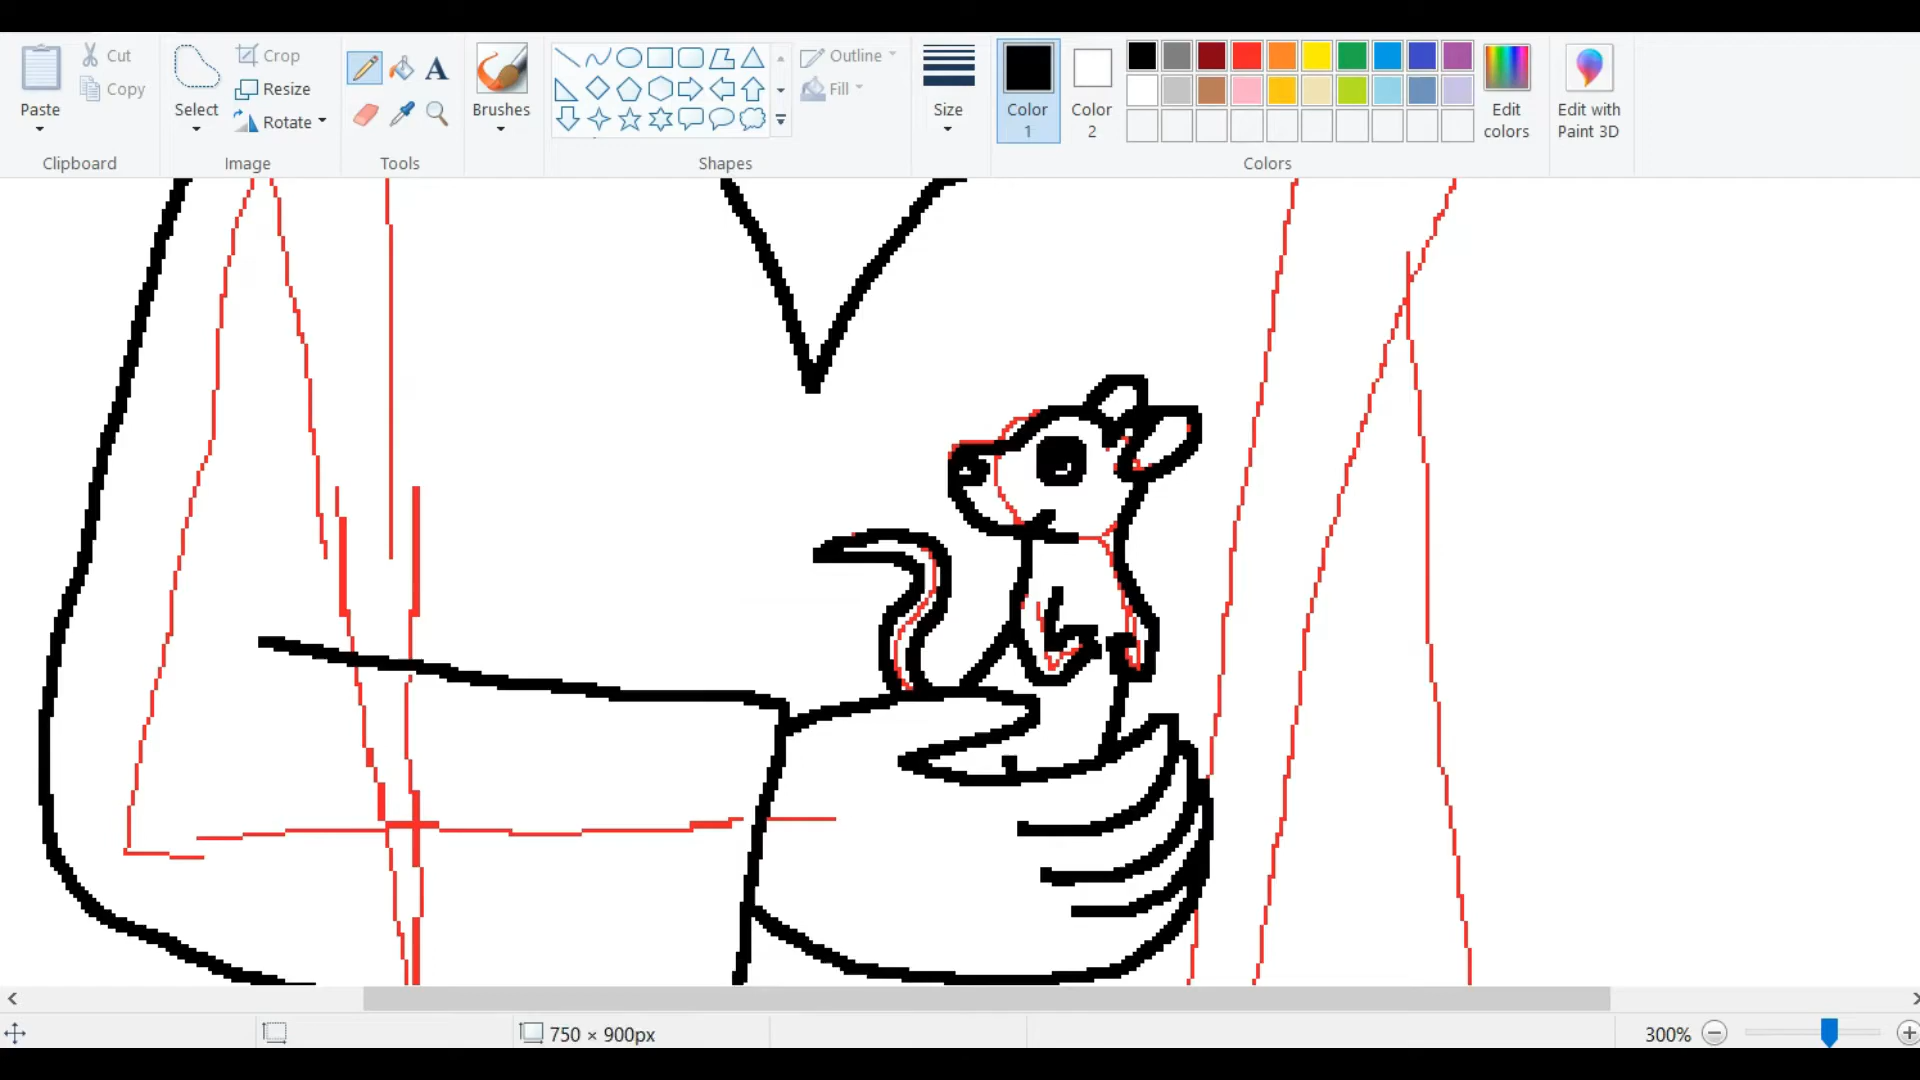 Paste
Cut
Copy
Clipboard
Select
Crop
Resize
Rotate
Image
A
Tools
Brushes
Outline
Fill
Shapes
Size
Color
1
Color
2
Edit
colors
Colors
Edit with
Paint 3D
750 × 900px
300%